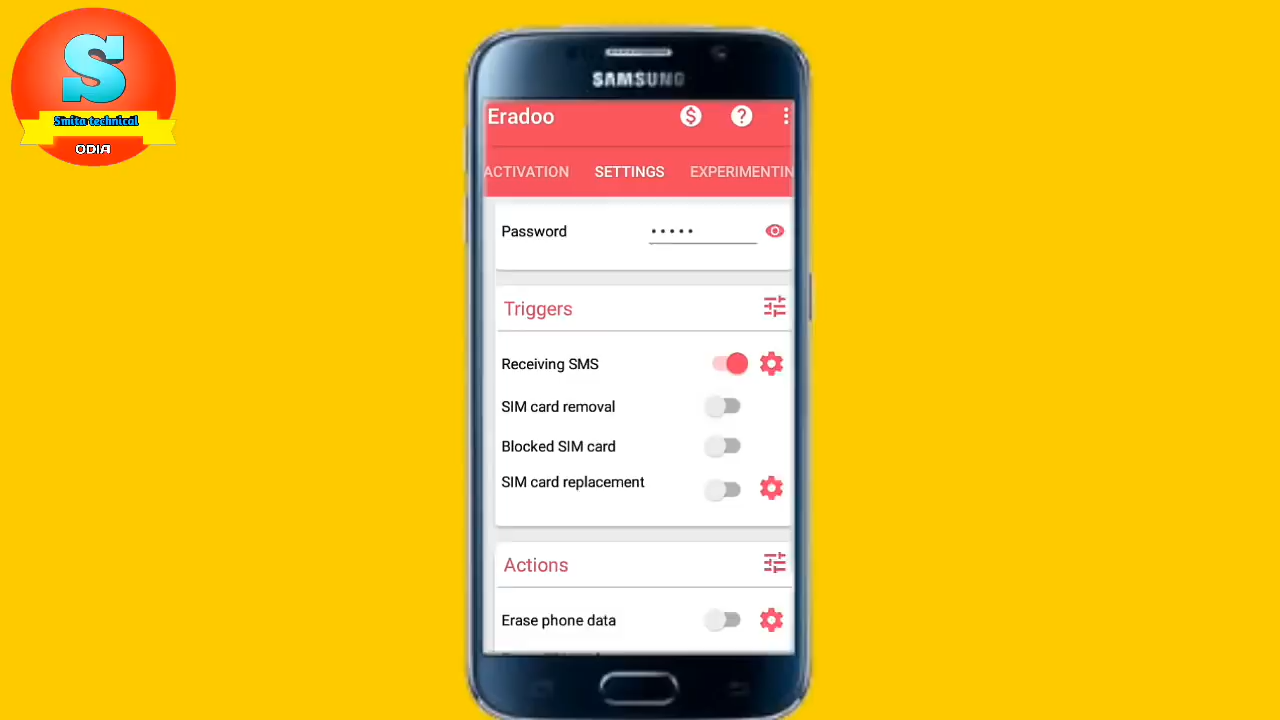 S
Smita technical
ODIA
SAMSUNG
Eradoo
ACTIVATION SETTINGS EXPERIMENTIN
Password •••••
Triggers
Receiving SMS
SIM card removal
Blocked SIM card
SIM card replacement
Actions
Erase phone data